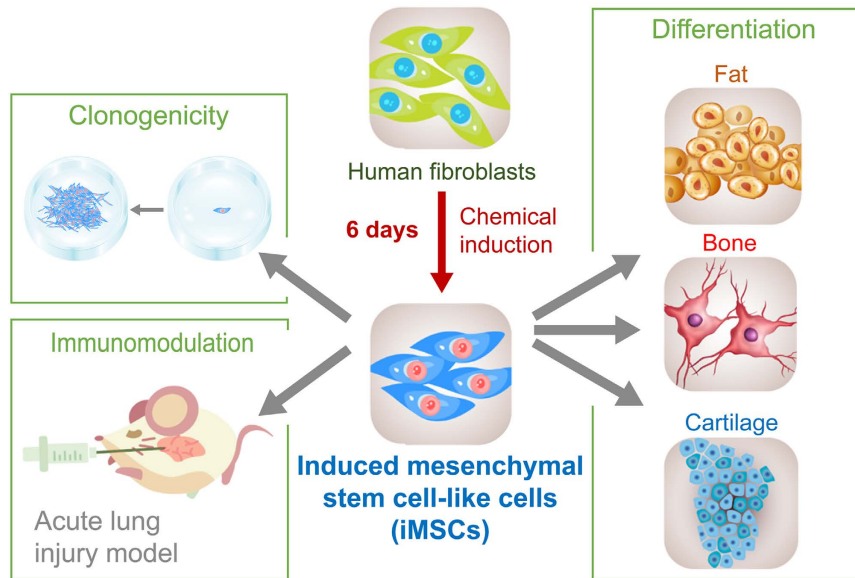 Clonogenicity
Immunomodulation
Acute lung
injury model
Human fibroblasts
6 days
Chemical
induction
Induced mesenchymal
stem cell-like cells
(iMSCs)
Differentiation
Fat
Bone
Cartilage